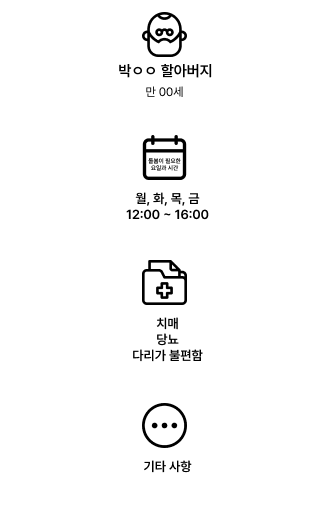 박ㅇㅇ 할아버지
만 00세
돌봄이 필요한
요일과 시간
월, 화, 목, 금
12:00 ~ 16:00
치매
당뇨
다리가 불편함
기타 사항